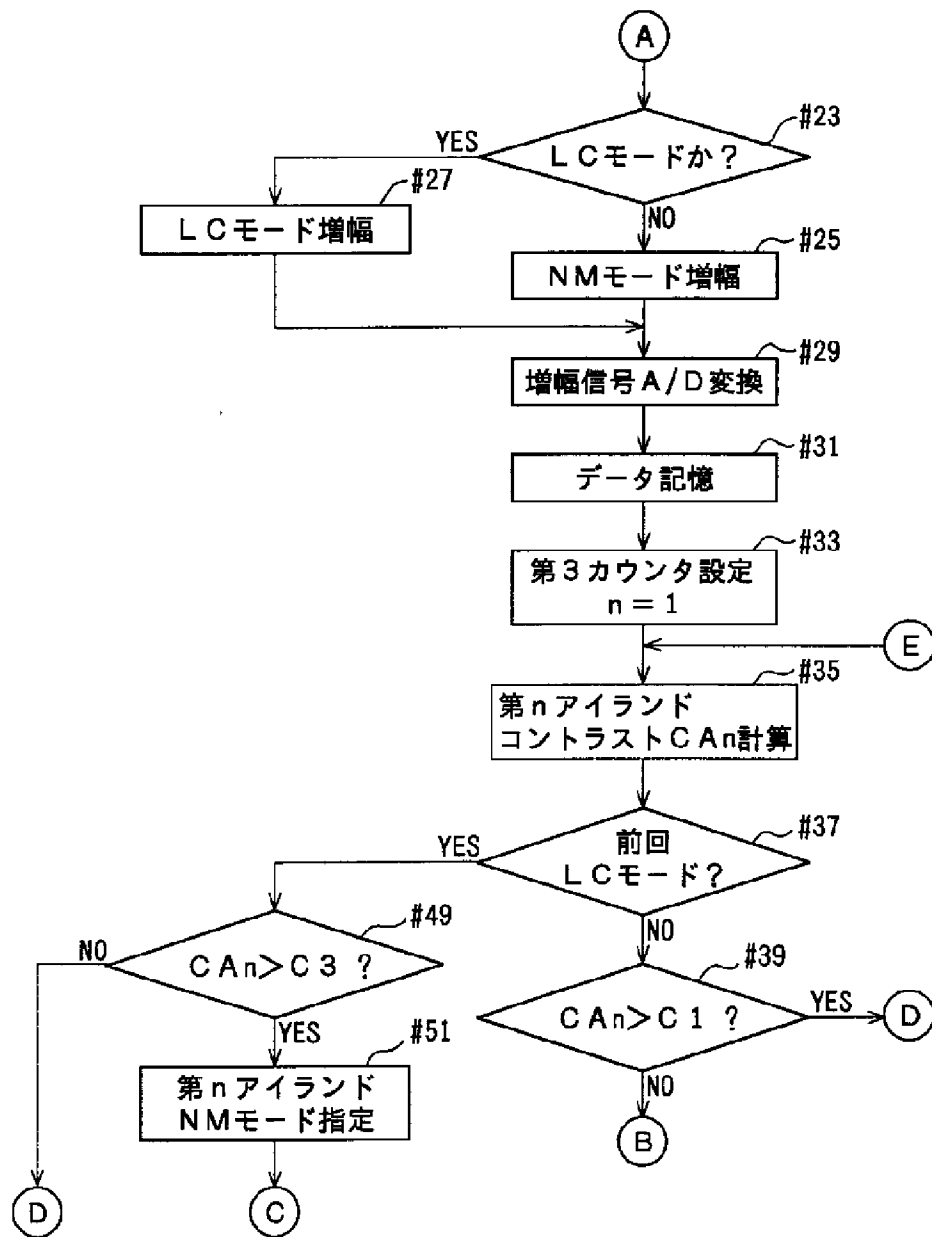 A
#23
YES
LCモードか？
#27
NO
LCモード増幅
#25
NMモード増幅
#29
増幅信号A/D変換
#31
データ記憶
#33
第3カウンタ設定
n=1
E
#35
第nアイランド
コントラストCAn計算
#37
YES
前回
LCモード？
#49
NO
NO
#39
CAn>C3？
YES
CAn>C1？
YES
D
#51
NO
第nアイランド
NMモード指定
B
D
C